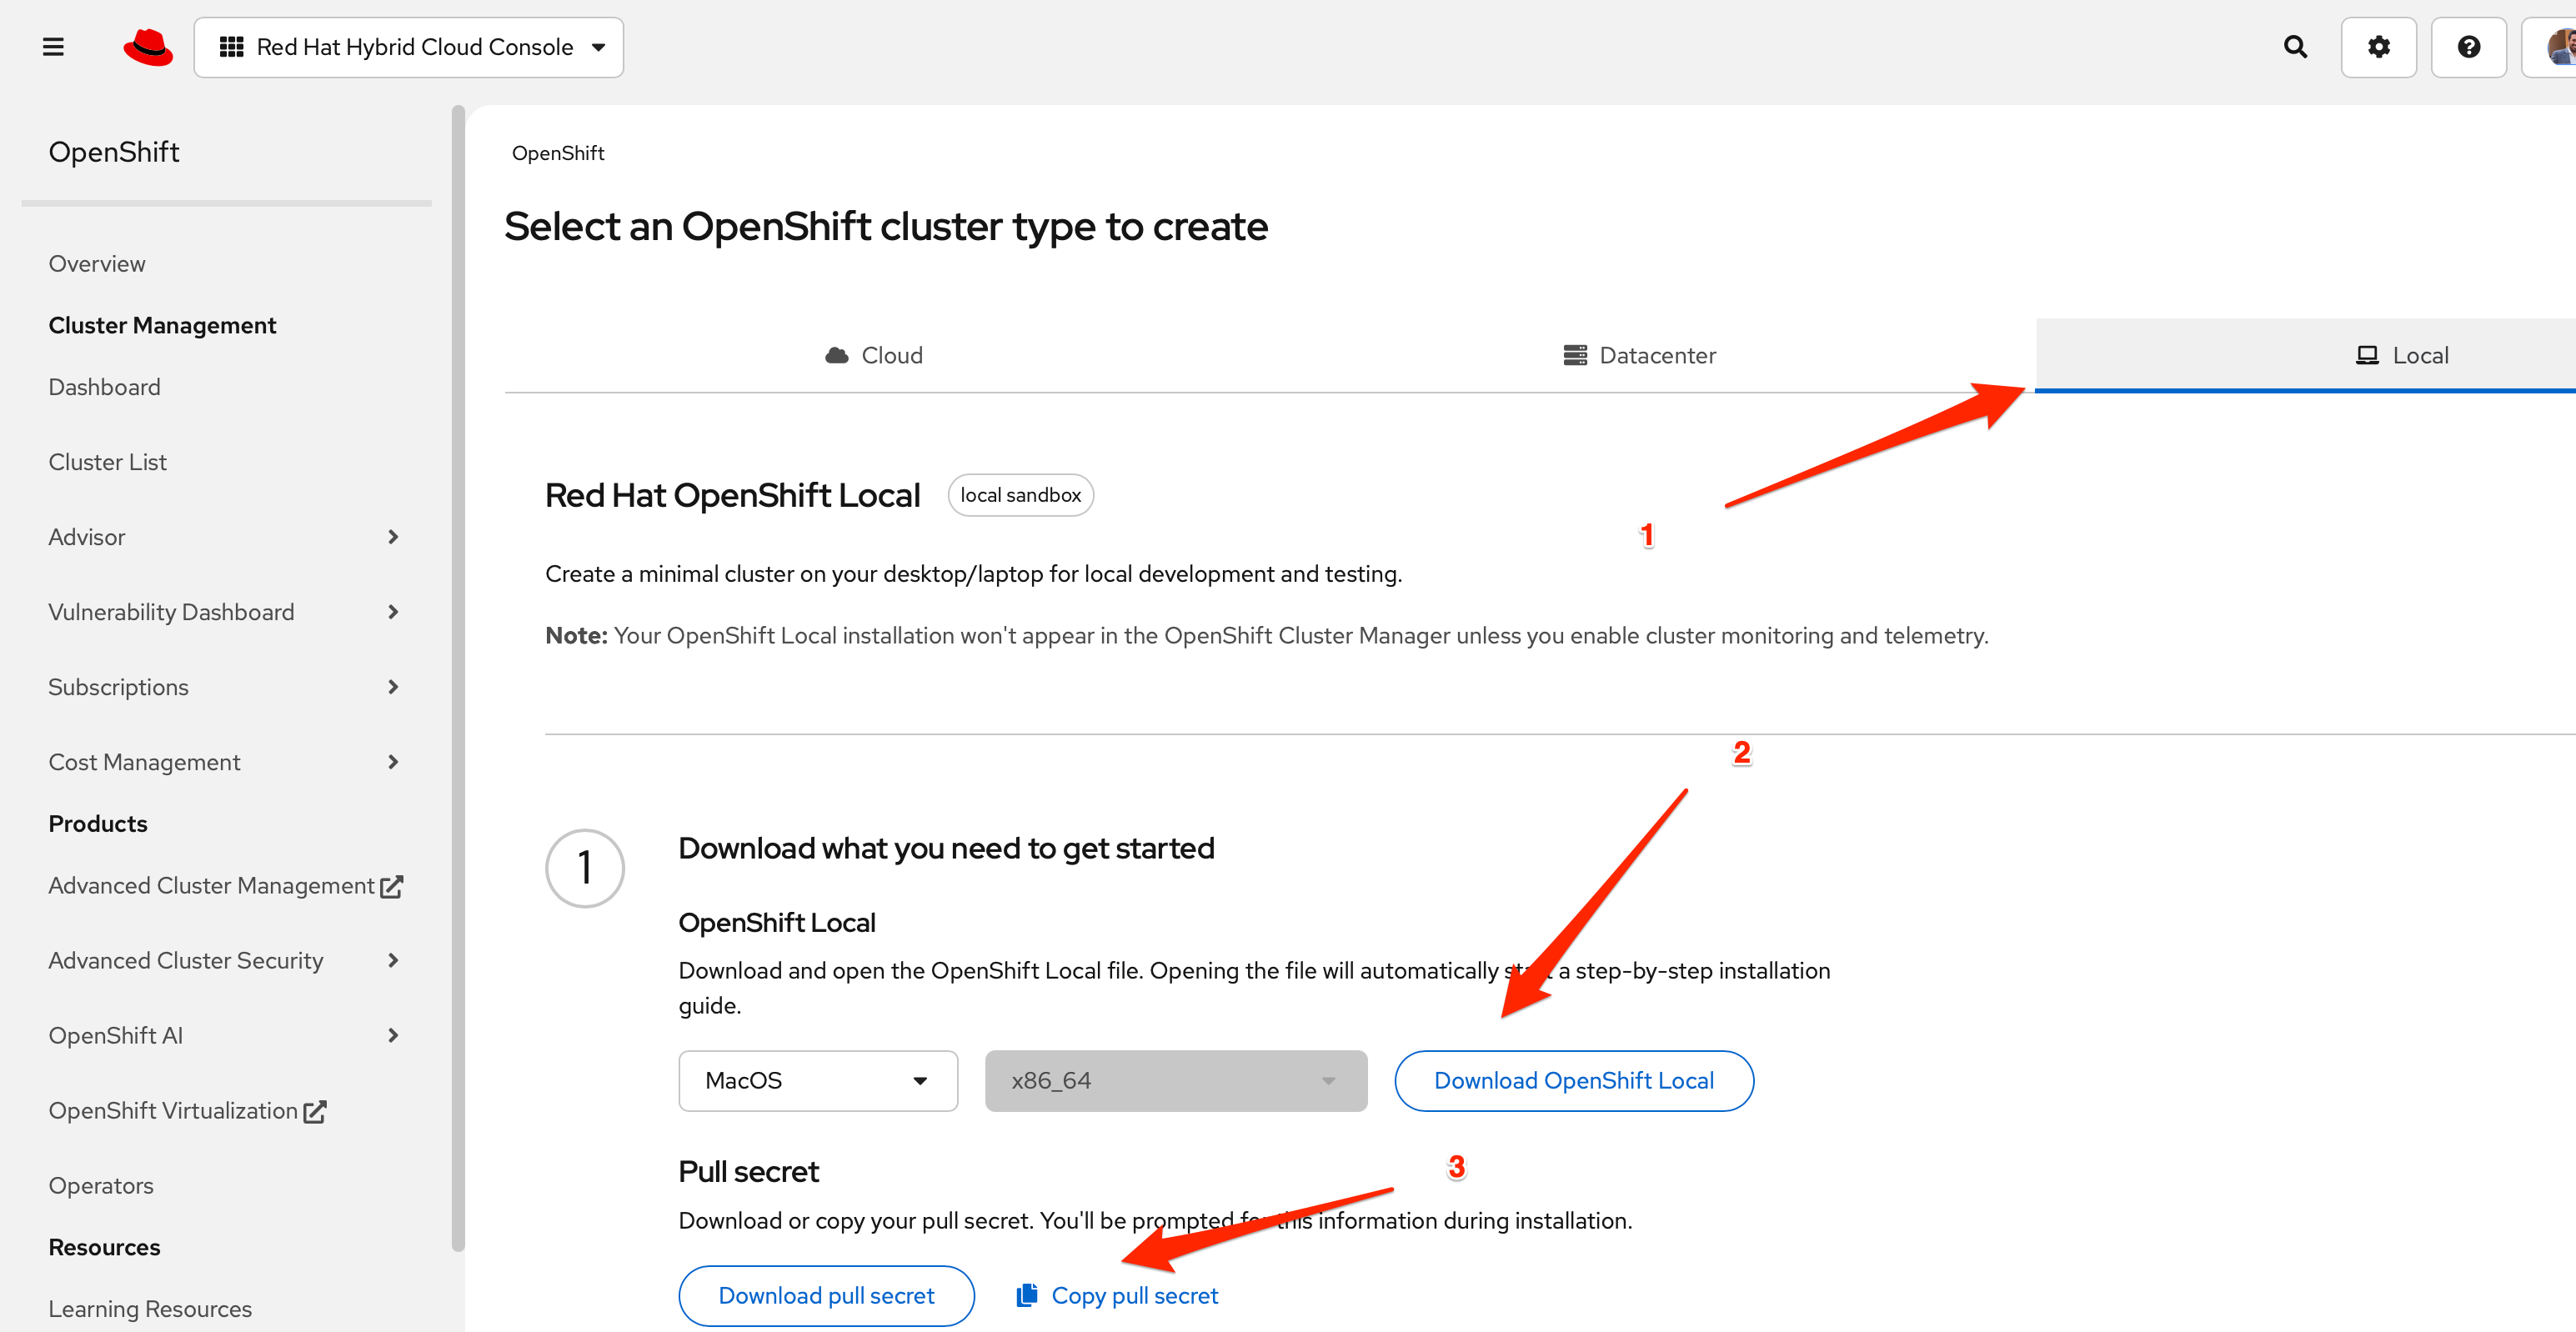 Red Hat Hybrid Cloud Console
OpenShift
Overview
Cluster Management
Dashboard
Cluster List
Advisor
Vulnerability Dashboard
Subscriptions
Cost Management
Products
Advanced Cluster Management
Advanced Cluster Security
OpenShift AI
OpenShift Virtualization
Operators
Resources
Learning Resources
OpenShift
Select an OpenShift cluster type to create
Cloud
Datacenter
Local
Red Hat OpenShift Local
local sandbox
1
Create a minimal cluster on your desktop/laptop for local development and testing.
Note: Your OpenShift Local installation won't appear in the OpenShift Cluster Manager unless you enable cluster monitoring and telemetry.
2
1
Download what you need to get started
OpenShift Local
Download and open the OpenShift Local file. Opening the file will automatically start a step-by-step installation
guide.
MacOS
x86_64
Download OpenShift Local
Pull secret
3
Download or copy your pull secret. You'll be prompted for this information during installation.
Download pull secret
Copy pull secret